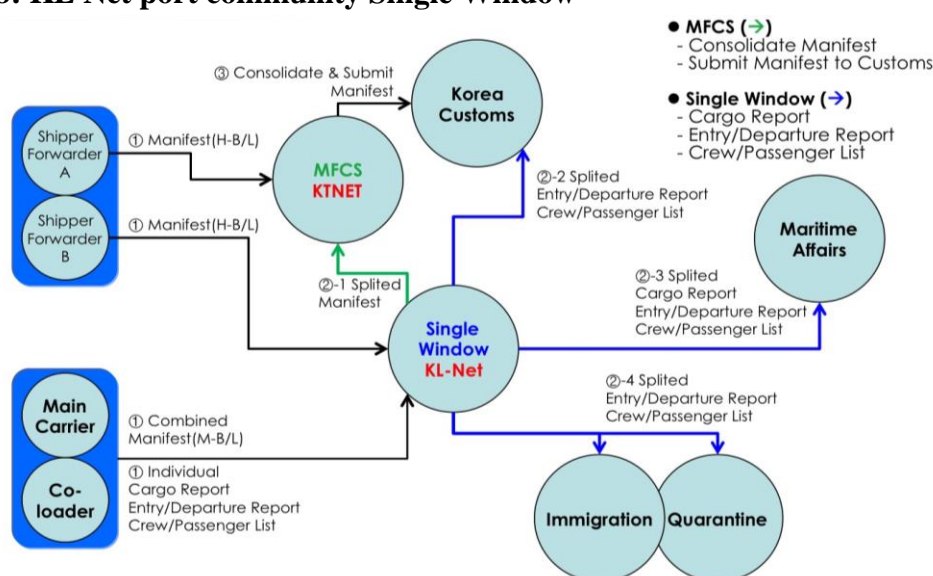 KL-Net port community Single Window
● MFCS (→)
- Consolidate Manifest
- Submit Manifest to Customs
● Single Window (→)
- Cargo Report
- Entry/Departure Report
- Crew/Passenger List
③ Consolidate & Submit
Manifest
Korea
Customs
Shipper
Forwarder
A
① Manifest(H-B/L)
MFCS
KTNET
②-2 Splited
Entry/Departure Report
Crew/Passenger List
Shipper
Forwarder
B
① Manifest(H-B/L)
Maritime
Affairs
②-1 Splited
Manifest
②-3 Splited
Cargo Report
Entry/Departure Report
Crew/Passenger List
Single
Window
KL-Net
②-4 Splited
Entry/Departure Report
Crew/Passenger List
Main
Carrier
① Combined
Manifest(M-B/L)
Co-
loader
① Individual
Cargo Report
Entry/Departure Report
Crew/Passenger List
Immigration
Quarantine